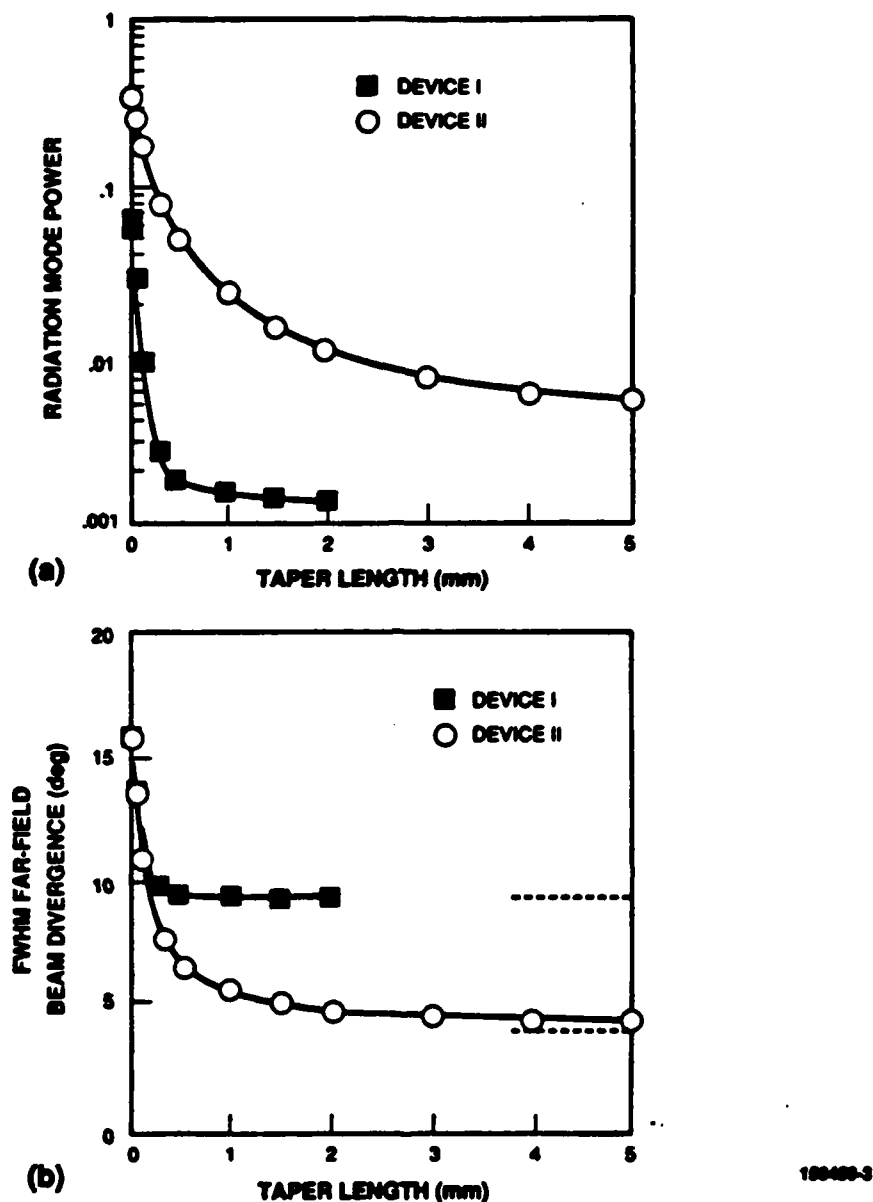 1
.1
.01
.001
RADIATION MODE POWER
DEVICE I
DEVICE II
0 1 2 3 4 5
(a)
TAPER LENGTH (mm)
20
15
10
5
0
FWHM FAR-FIELD
BEAM DIVERGENCE (deg)
DEVICE I
DEVICE II
0 1 2 3 4 5
(b)
TAPER LENGTH (mm)